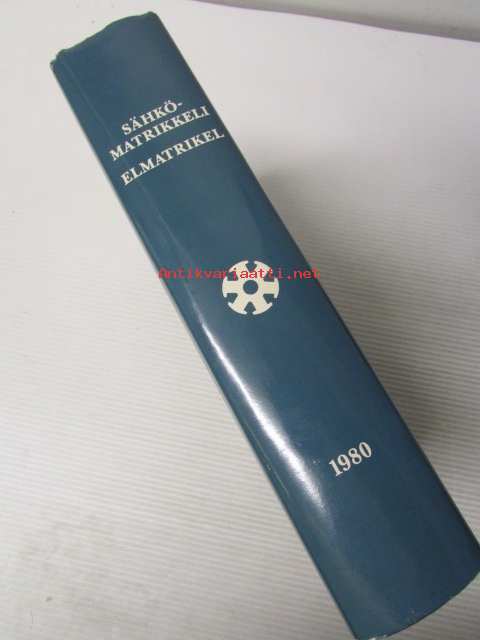 SÄHKÖ-
MATRIKKELI
ELMATRIKEL
Antikvariaatti.net
1980